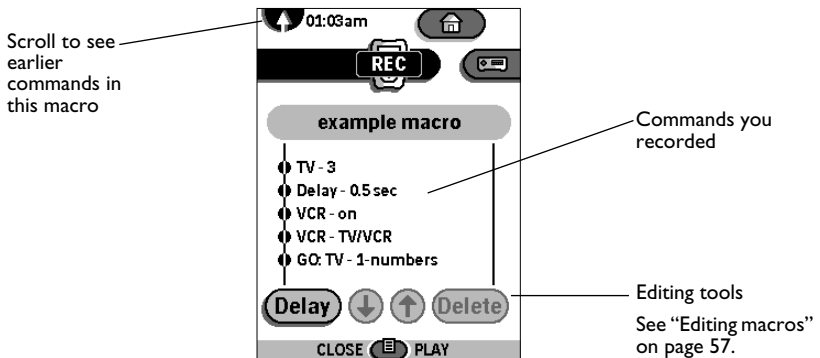 Scroll to see
earlier
commands in
this macro
01:03am
REC
example macro
TV - 3
Delay - 0.5 sec
VCR - on
VCR - TV/VCR
GO: TV - 1-numbers
Delay
Delete
CLOSE PLAY
Commands you
recorded
Editing tools
See “Editing macros”
on page 57.